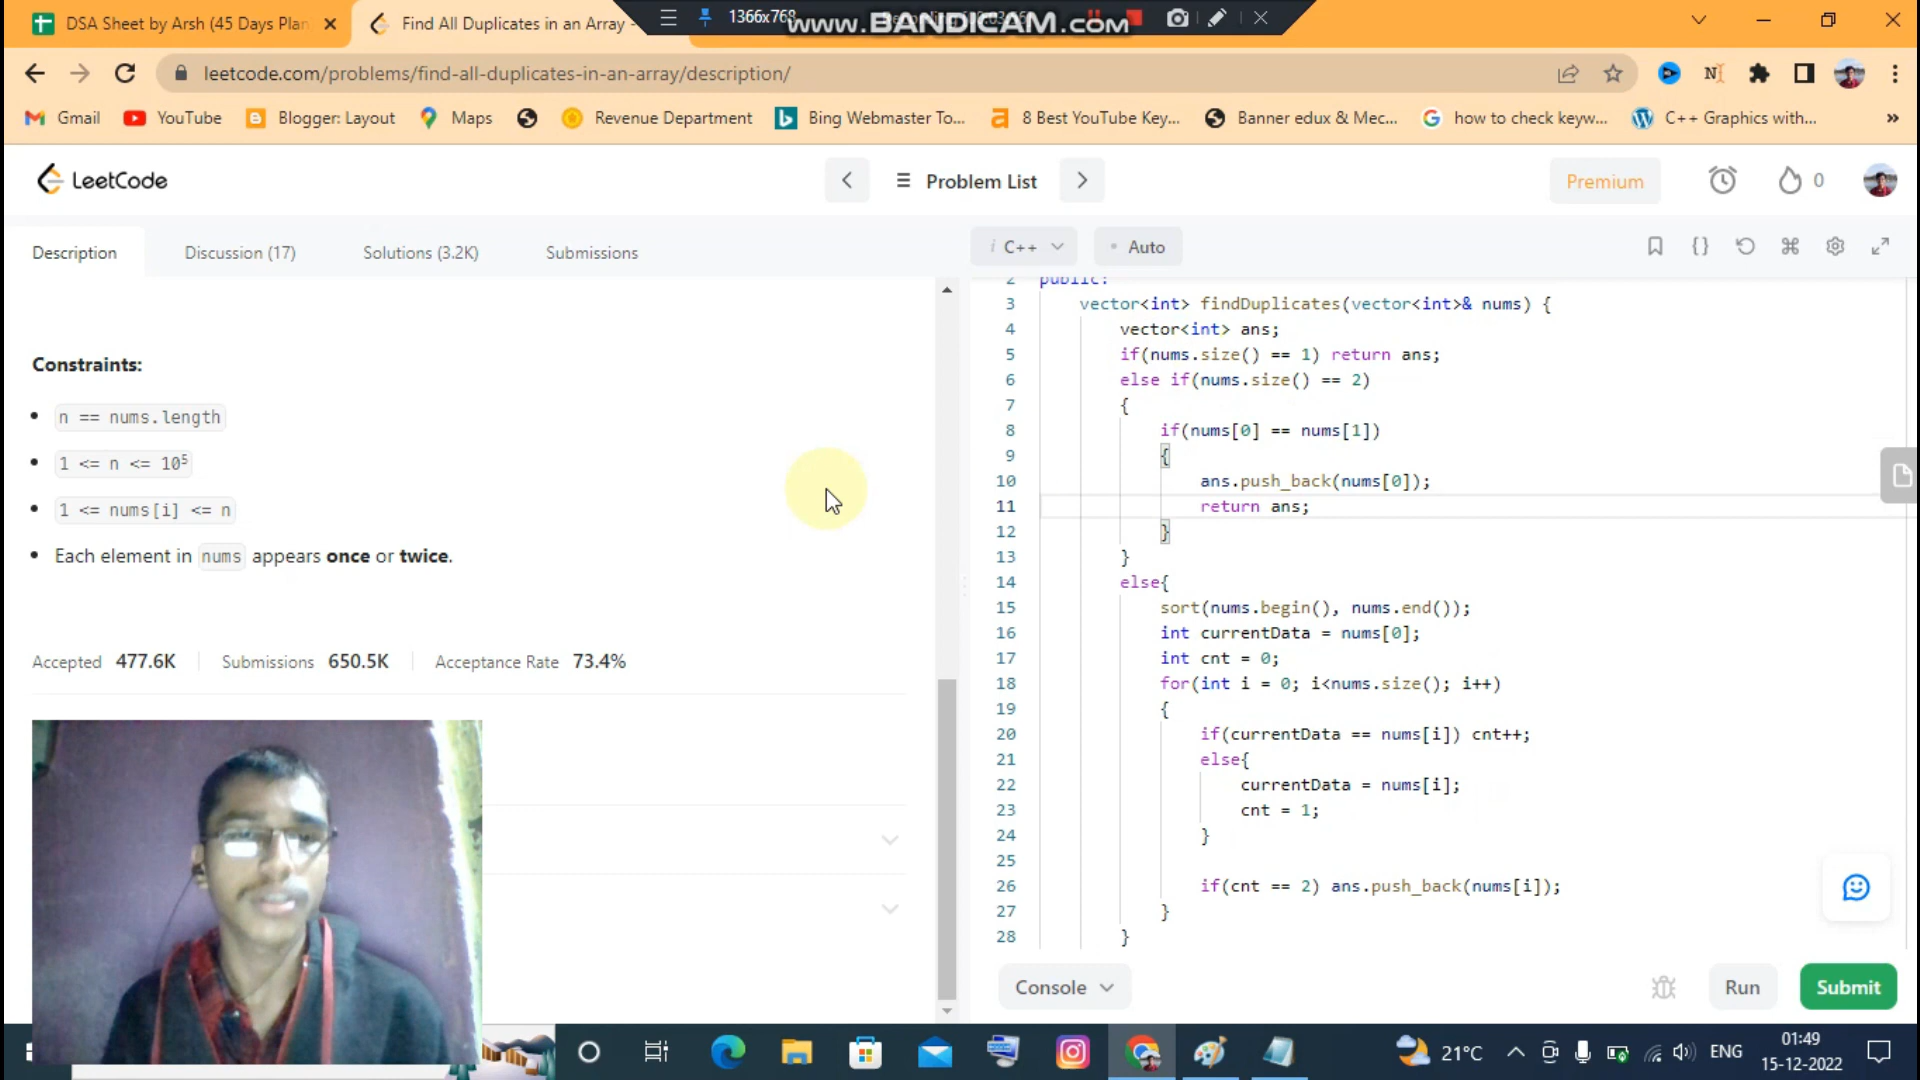 1366x768
www.BANDICAM.com
DSA Sheet by Arsh (45 Days Plan
Find All Duplicates in an Array -
leetcode.com/problems/find-all-duplicates-in-an-array/description/
Gmail
YouTube
Blogger: Layout
Maps
Revenue Department
Bing Webmaster To...
8 Best YouTube Key...
Banner edux & Mec...
how to check keyw...
C++ Graphics with...
»
LeetCode
Problem List
Premium
0
Description
Discussion (17)
Solutions (3.2K)
Submissions
Constraints:
• n == nums.length
• 1 <= n <= 10⁵
• 1 <= nums[i] <= n
• Each element in nums appears once or twice.
Accepted 477.6K
Submissions 650.5K
Acceptance Rate 73.4%
i C++
• Auto
2 public:
3 vector<int> findDuplicates(vector<int>& nums) {
4 vector<int> ans;
5 if(nums.size() == 1) return ans;
6 else if(nums.size() == 2)
7 {
8 if(nums[0] == nums[1])
9 {
10 ans.push_back(nums[0]);
11 return ans;
12 }
13 }
14 else{
15 sort(nums.begin(), nums.end());
16 int currentData = nums[0];
17 int cnt = 0;
18 for(int i = 0; i<nums.size(); i++)
19 {
20 if(currentData == nums[i]) cnt++;
21 else{
22 currentData = nums[i];
23 cnt = 1;
24 }
25
26 if(cnt == 2) ans.push_back(nums[i]);
27 }
28 }
Console
Run
Submit
21°C
ENG
01:49
15-12-2022